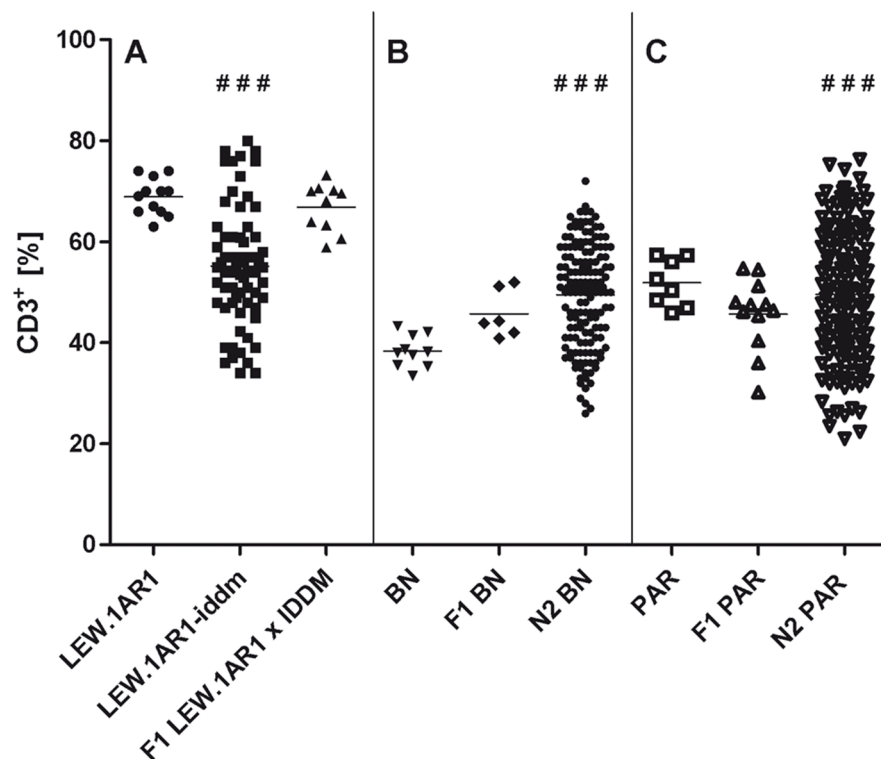 A
B
C
# # #
# # #
# # #
CD3+ [%]
100
80
60
40
20
0
LEW.1AR1
LEW.1AR1-iddm
F1 LEW.1AR1 x IDDM
BN
F1 BN
N2 BN
PAR
F1 PAR
N2 PAR